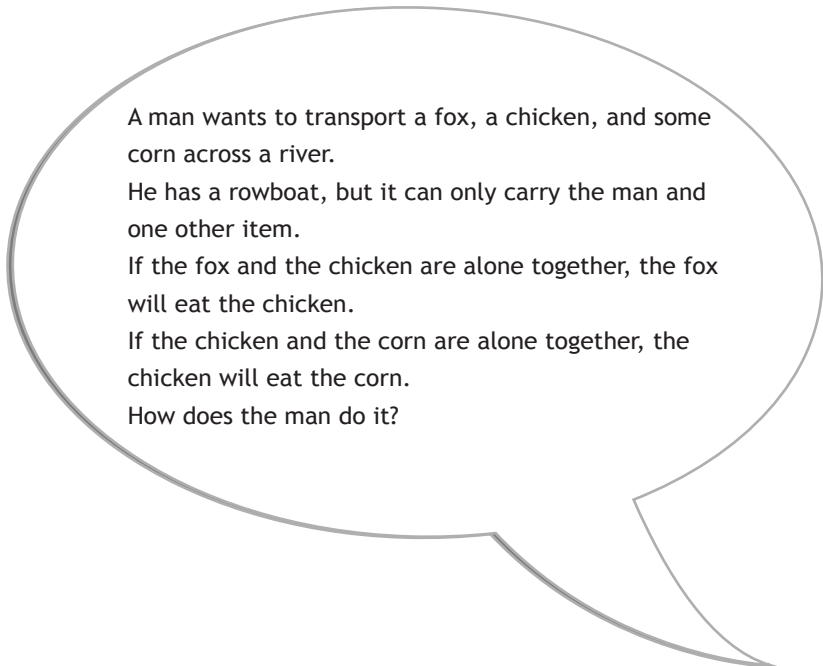 A man wants to transport a fox, a chicken, and some
corn across a river.
He has a rowboat, but it can only carry the man and
one other item.
If the fox and the chicken are alone together, the fox
will eat the chicken.
If the chicken and the corn are alone together, the
chicken will eat the corn.
How does the man do it?